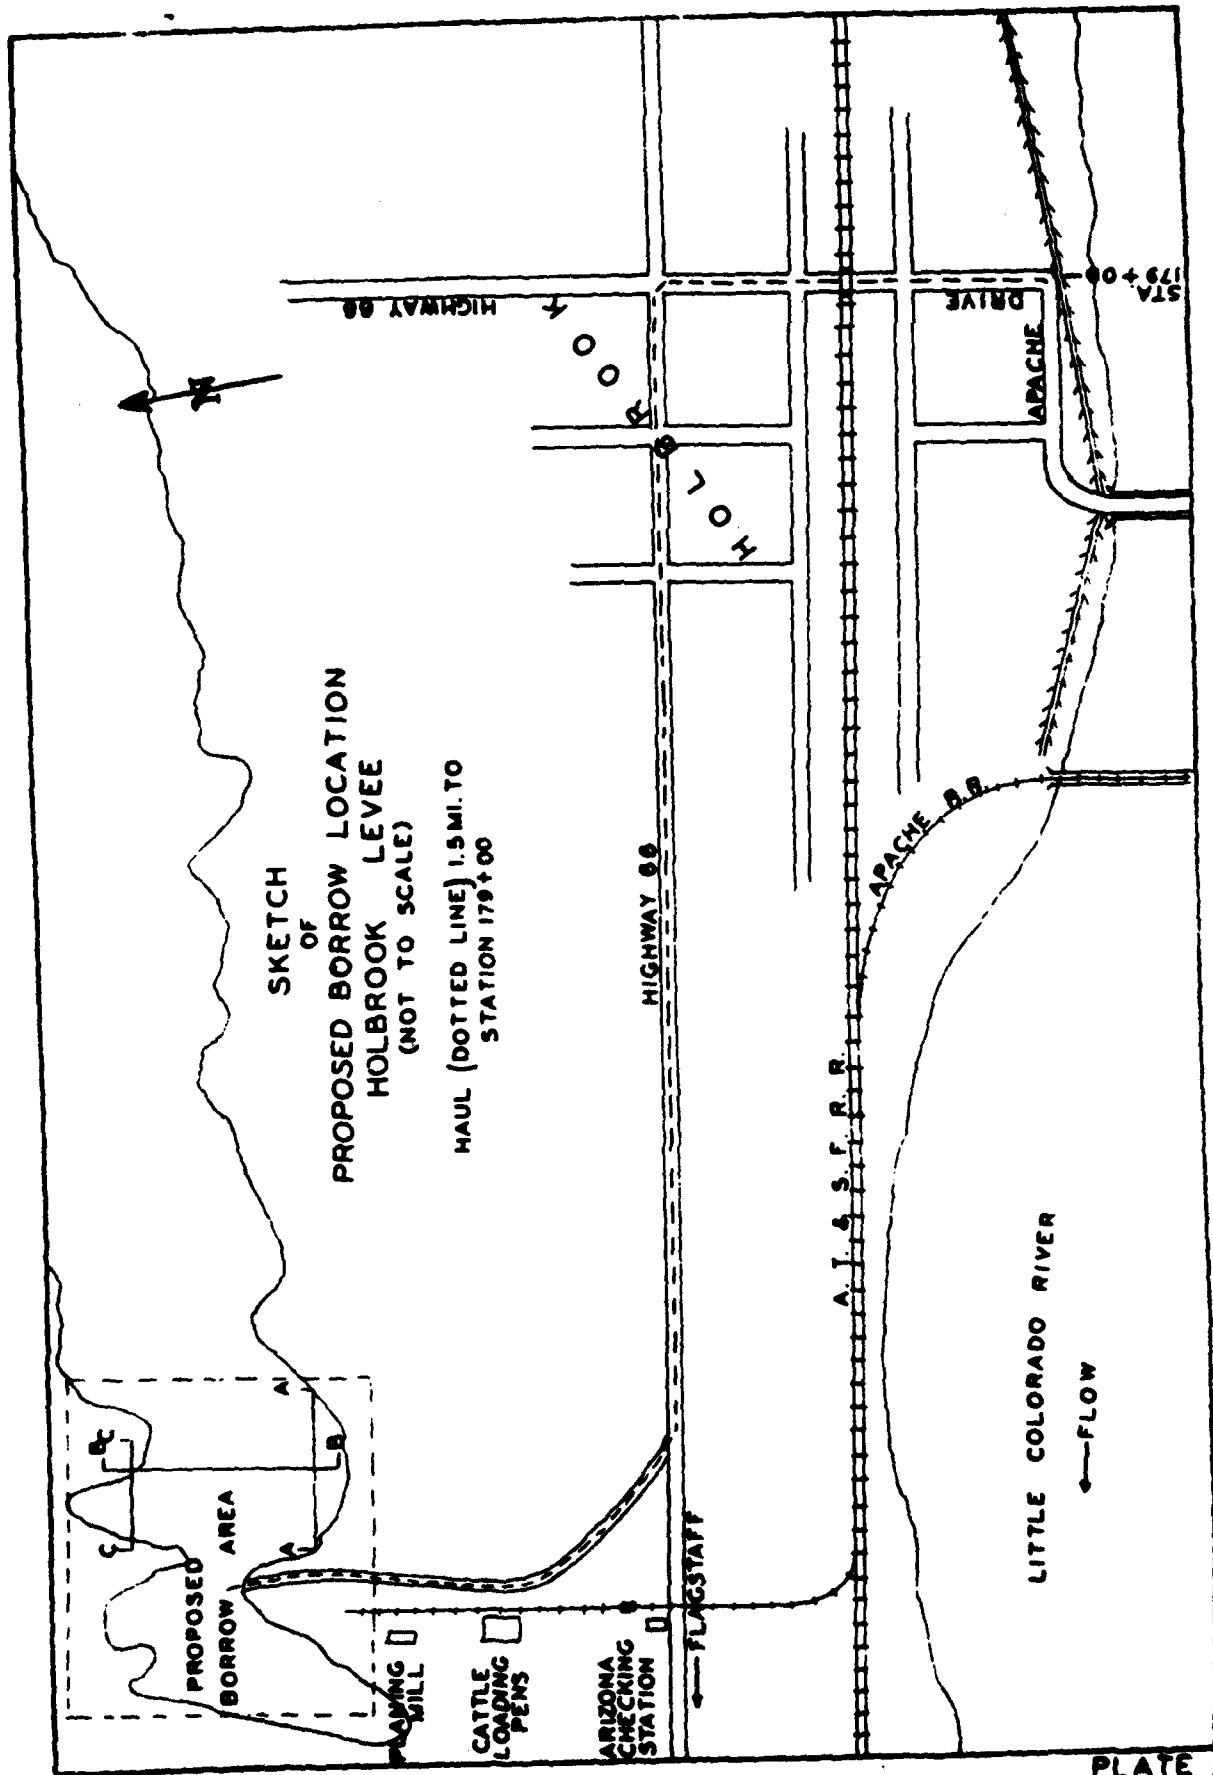 SKETCH
OF
PROPOSED BORROW LOCATION
HOLBROOK LEVEE
(NOT TO SCALE)
HAUL (DOTTED LINE) 1.5 MI. TO
STATION 179+00
PROPOSED
BORROW AREA
A
A
B
B
C
C
PLANING
MILL
CATTLE
LOADING
PENS
ARIZONA
CHECKING
STATION
FLAGSTAFF
HIGHWAY 66
HIGHWAY 66
HOLBROOK
N
A. T. & S. F. R. R.
APACHE R.R.
APACHE
DRIVE
STA.
179+00
LITTLE COLORADO RIVER
FLOW
PLATE